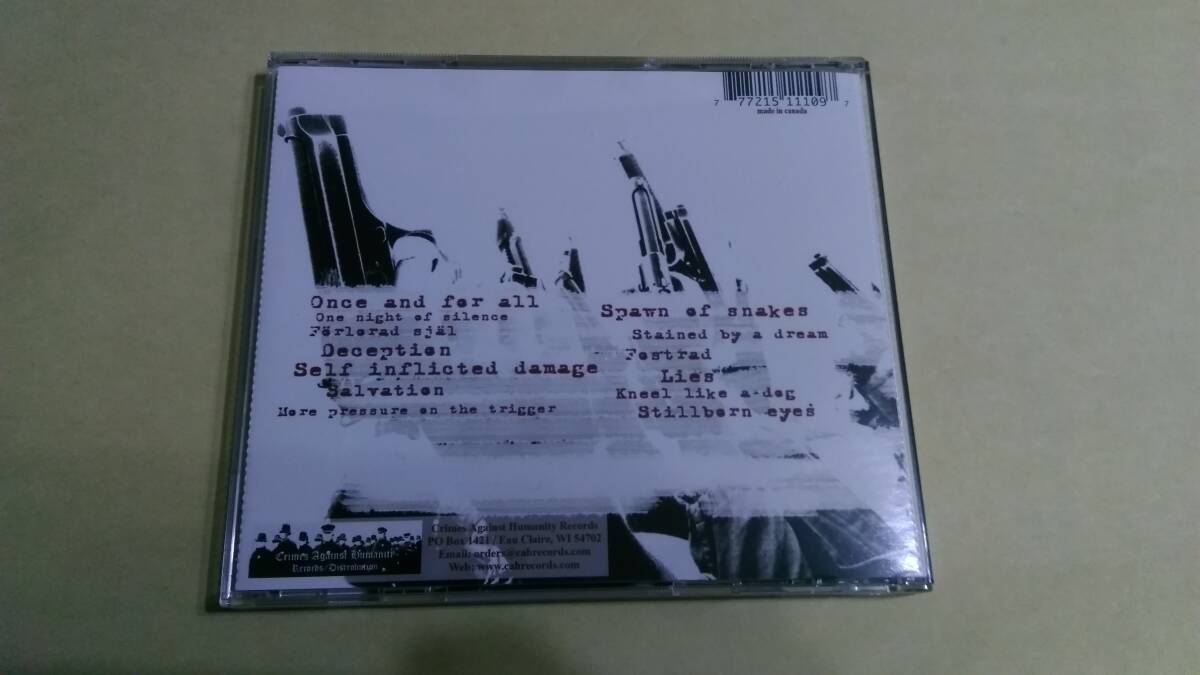 7 77215 11109 7
made in canada
Once and for all
One night of silence
Förlorad själ
Deception
Self inflicted damage
Salvation
More pressure on the trigger
Spawn of snakes
Stained by a dream
Fostrad
Lies
Kneel like a dog
Stillborn eyes
Crimes Against Humanity
Records/Distribution
Crimes Against Humanity Records
PO Box 1421 / Eau Claire, WI 54702
Email: orders@cahrecords.com
Web: www.cahrecords.com